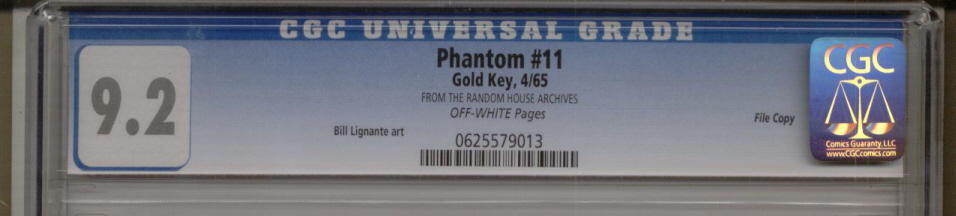 CGC UNIVERSAL GRADE
9.2
Phantom #11
Gold Key, 4/65
FROM THE RANDOM HOUSE ARCHIVES
OFF-WHITE Pages
Bill Lignante art
File Copy
0625579013
CGC
Comics Guaranty, LLC
www.CGCcomics.com